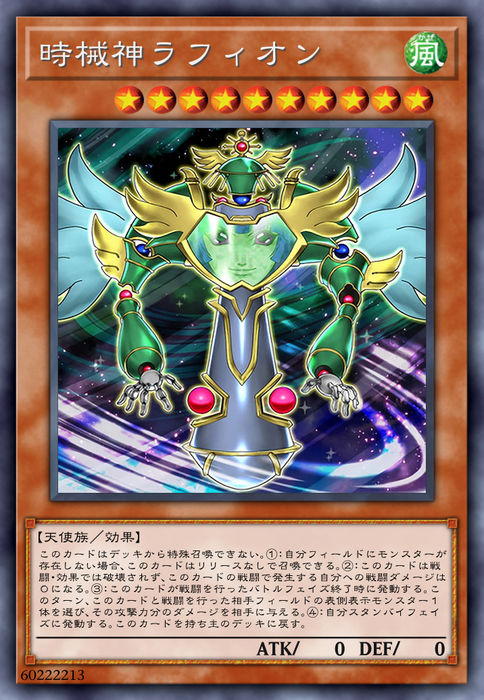 時械神ラフィオン
かぜ
風
【天使族／効果】
このカードはデッキから特殊召喚できない。①：自分フィールドにモンスターが
存在しない場合、このカードはリリースなしで召喚できる。②：このカードは戦
闘・効果では破壊されず、このカードの戦闘で発生する自分への戦闘ダメージは
０になる。③：このカードが戦闘を行ったバトルフェイズ終了時に発動する。こ
のターン、このカードと戦闘を行った相手フィールドの表側表示モンスター１
体を選び、その攻撃力分のダメージを相手に与える。④：自分スタンバイフェイ
ズに発動する。このカードを持ち主のデッキに戻す。
ATK/ 0 DEF/ 0
60222213